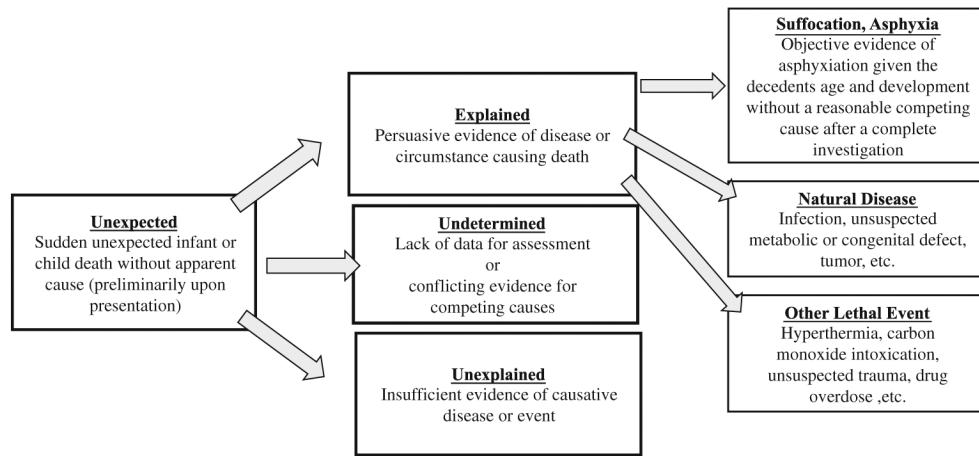 Unexpected
Sudden unexpected infant or
child death without apparent
cause (preliminarily upon
presentation)
Explained
Persuasive evidence of disease or
circumstance causing death
Undetermined
Lack of data for assessment
or
conflicting evidence for
competing causes
Unexplained
Insufficient evidence of causative
disease or event
Suffocation, Asphyxia
Objective evidence of
asphyxiation given the
decedents age and development
without a reasonable competing
cause after a complete
investigation
Natural Disease
Infection, unsuspected
metabolic or congenital defect,
tumor, etc.
Other Lethal Event
Hyperthermia, carbon
monoxide intoxication,
unsuspected trauma, drug
overdose ,etc.